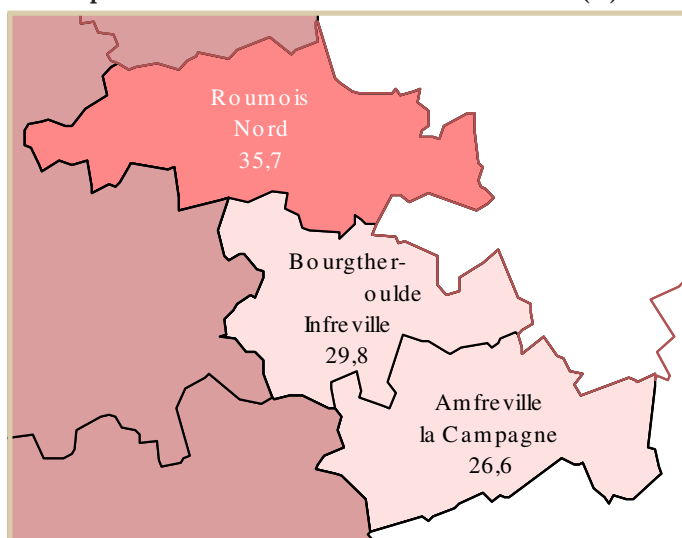 Roumois
Nord
35,7
Bourgther-
oulde
Infreville
29,8
Amfreville
la Campagne
26,6